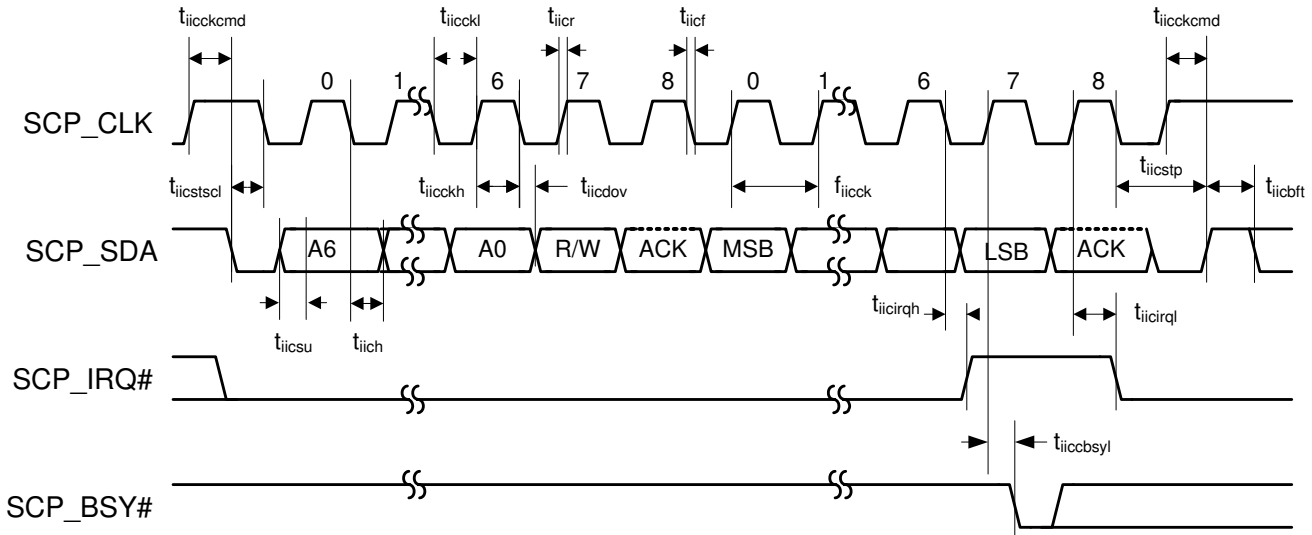 tiicckcmd tiicckl tiicr tiicf tiicckcmd
0 1 6 7 8 0 1 6 7 8
SCP_CLK
tiicstscl tiicckh tiicdov fiicck tiicstp tiicbft
SCP_SDA
A6 A0 R/W ACK MSB LSB ACK
tiicsu tiich tiicirqh tiicirql
SCP_IRQ#
tiiccbsyl
SCP_BSY#